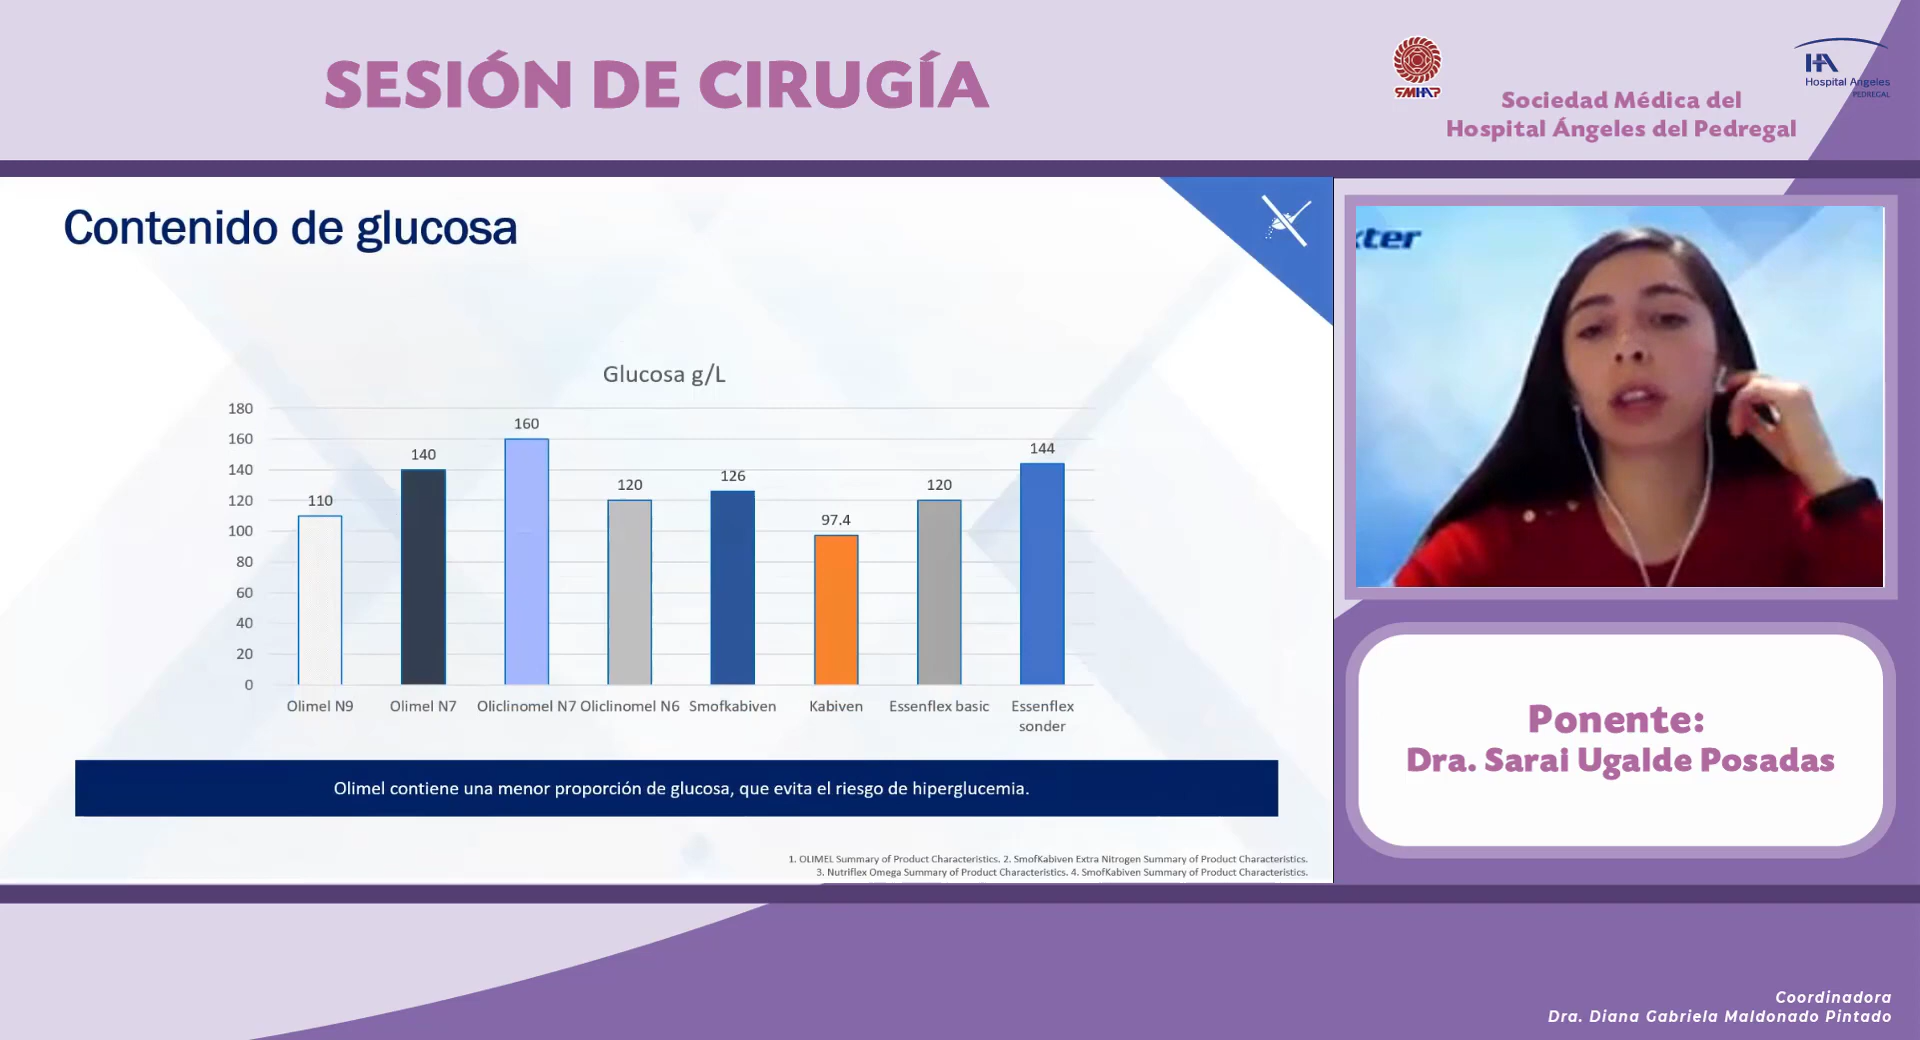 SESIÓN DE CIRUGÍA
SMHAP
Sociedad Médica del
Hospital Ángeles del Pedregal
HA
Hospital Angeles
PEDREGAL
Contenido de glucosa
Glucosa g/L
180
160
140
120
100
80
60
40
20
0
110
140
160
120
126
97.4
120
144
Olimel N9
Olimel N7
Oliclinomel N7
Oliclinomel N6
Smofkabiven
Kabiven
Essenflex basic
Essenflex
sonder
Olimel contiene una menor proporción de glucosa, que evita el riesgo de hiperglucemia.
1. OLIMEL Summary of Product Characteristics. 2. SmofKabiven Extra Nitrogen Summary of Product Characteristics.
3. Nutriflex Omega Summary of Product Characteristics. 4. SmofKabiven Summary of Product Characteristics.
xter
Ponente:
Dra. Sarai Ugalde Posadas
Coordinadora
Dra. Diana Gabriela Maldonado Pintado